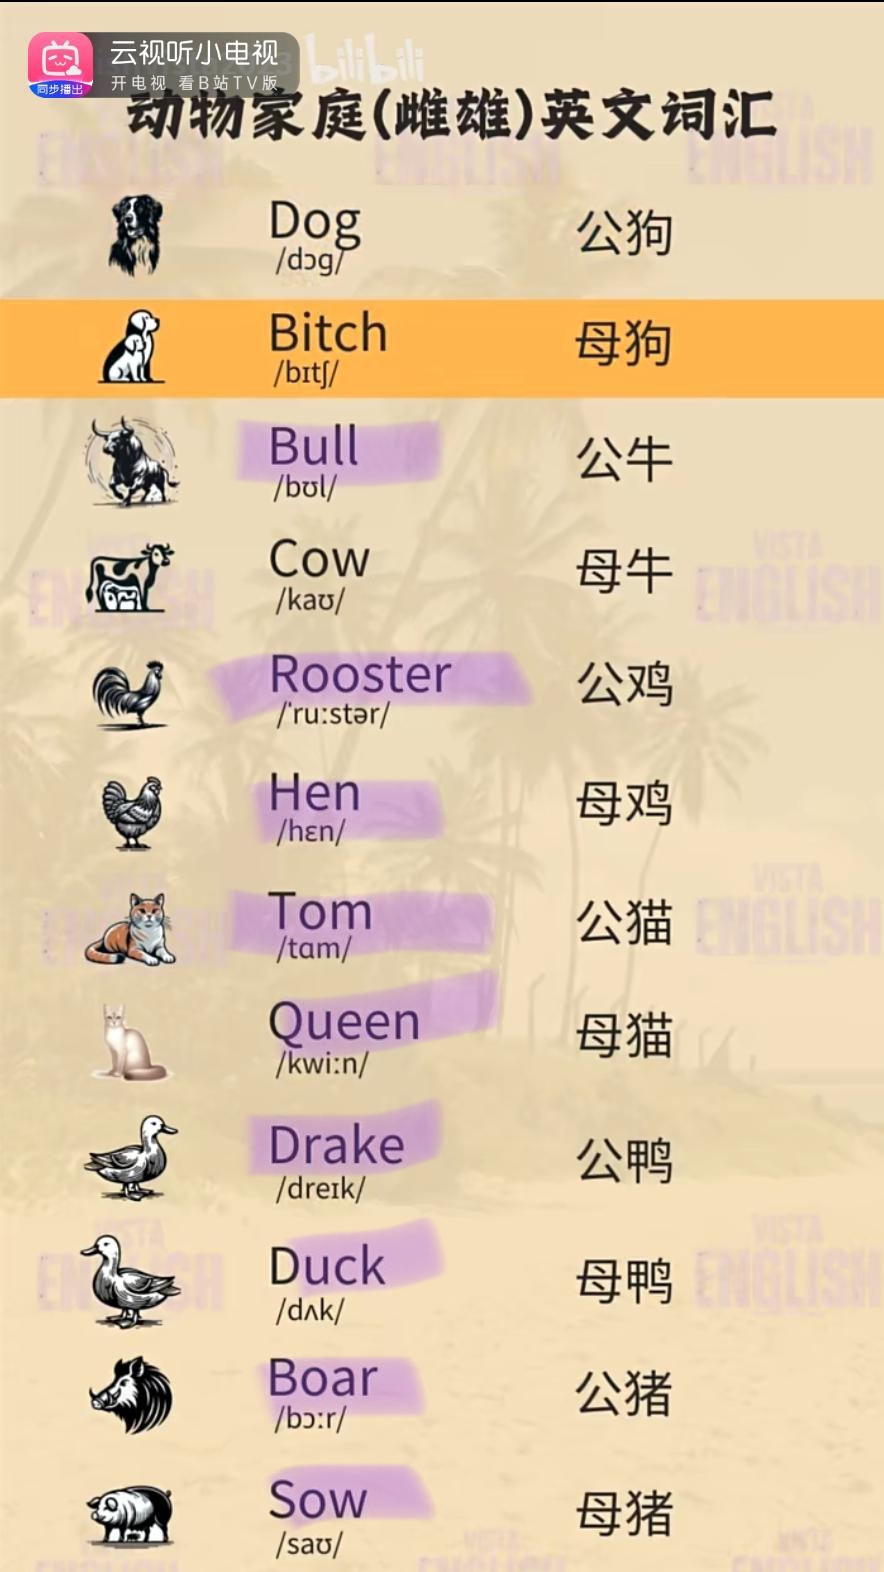 云视听小电视
开电视 看B站TV版
同步播出
bilibili
动物家庭(雌雄)英文词汇
Dog 公狗
/dɔg/
Bitch 母狗
/bɪtʃ/
Bull 公牛
/bʊl/
Cow 母牛
/kaʊ/
Rooster 公鸡
/ˈruːstər/
Hen 母鸡
/hɛn/
Tom 公猫
/tɑm/
Queen 母猫
/kwiːn/
Drake 公鸭
/dreɪk/
Duck 母鸭
/dʌk/
Boar 公猪
/bɔːr/
Sow 母猪
/saʊ/
VISTA
ENGLISH